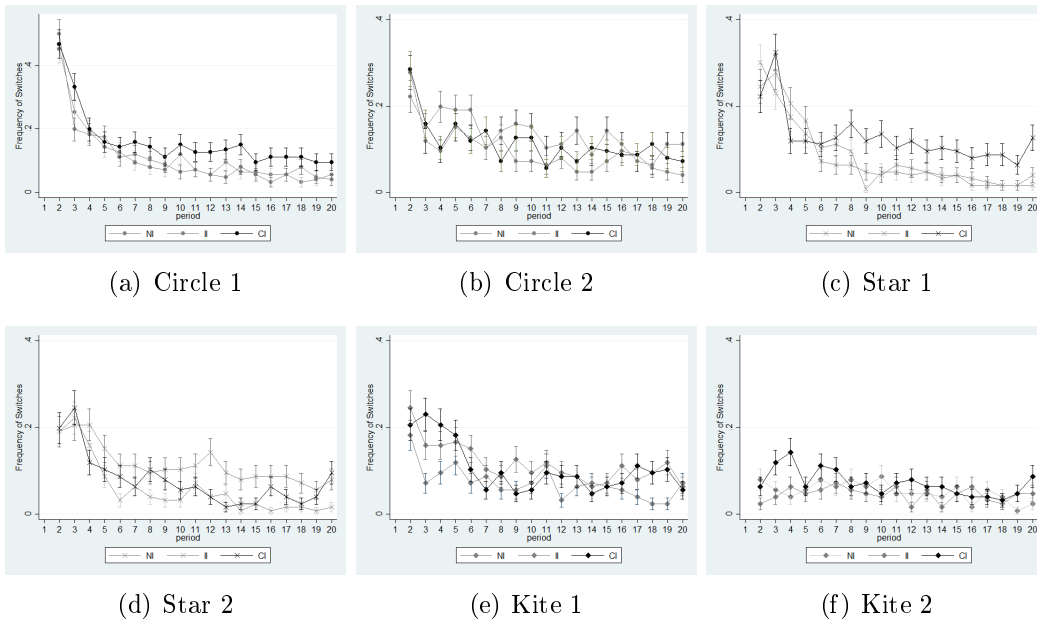 .4
.2
0
Frequency of Switches
1 2 3 4 5 6 7 8 9 10 11 12 13 14 15 16 17 18 19 20
period
NI II CI
(a) Circle 1
.4
.2
0
Frequency of Switches
1 2 3 4 5 6 7 8 9 10 11 12 13 14 15 16 17 18 19 20
period
NI II CI
(b) Circle 2
.4
.2
0
Frequency of Switches
1 2 3 4 5 6 7 8 9 10 11 12 13 14 15 16 17 18 19 20
period
NI II CI
(c) Star 1
.4
.2
0
Frequency of Switches
1 2 3 4 5 6 7 8 9 10 11 12 13 14 15 16 17 18 19 20
period
NI II CI
(d) Star 2
.4
.2
0
Frequency of Switches
1 2 3 4 5 6 7 8 9 10 11 12 13 14 15 16 17 18 19 20
period
NI II CI
(e) Kite 1
.4
.2
0
Frequency of Switches
1 2 3 4 5 6 7 8 9 10 11 12 13 14 15 16 17 18 19 20
period
NI II CI
(f) Kite 2